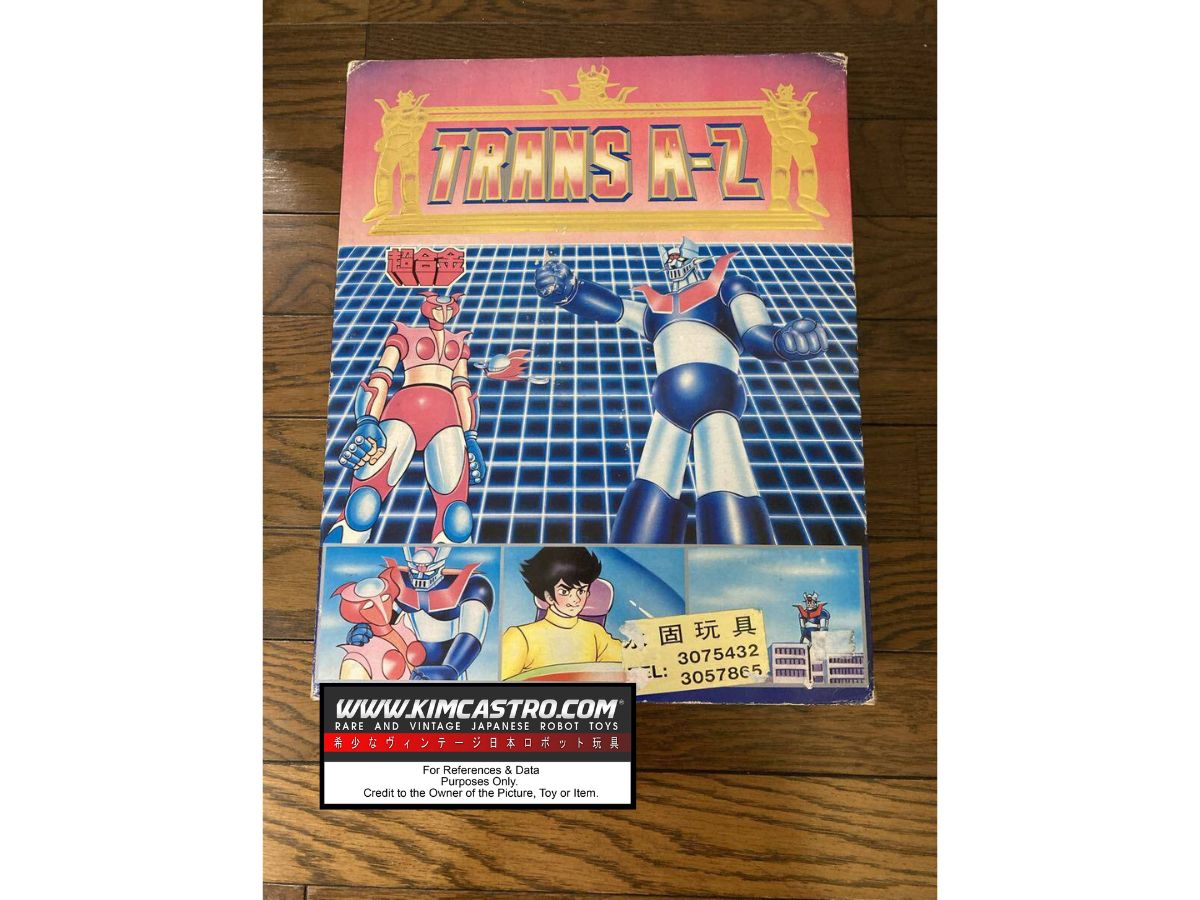 TRANS A-Z
超合金
固玩具
3075432
TEL: 3057865
WWW.KIMCASTRO.COM®
RARE AND VINTAGE JAPANESE ROBOT TOYS
希少なヴィンテージ日本ロボット玩具
For References & Data
Purposes Only.
Credit to the Owner of the Picture, Toy or Item.